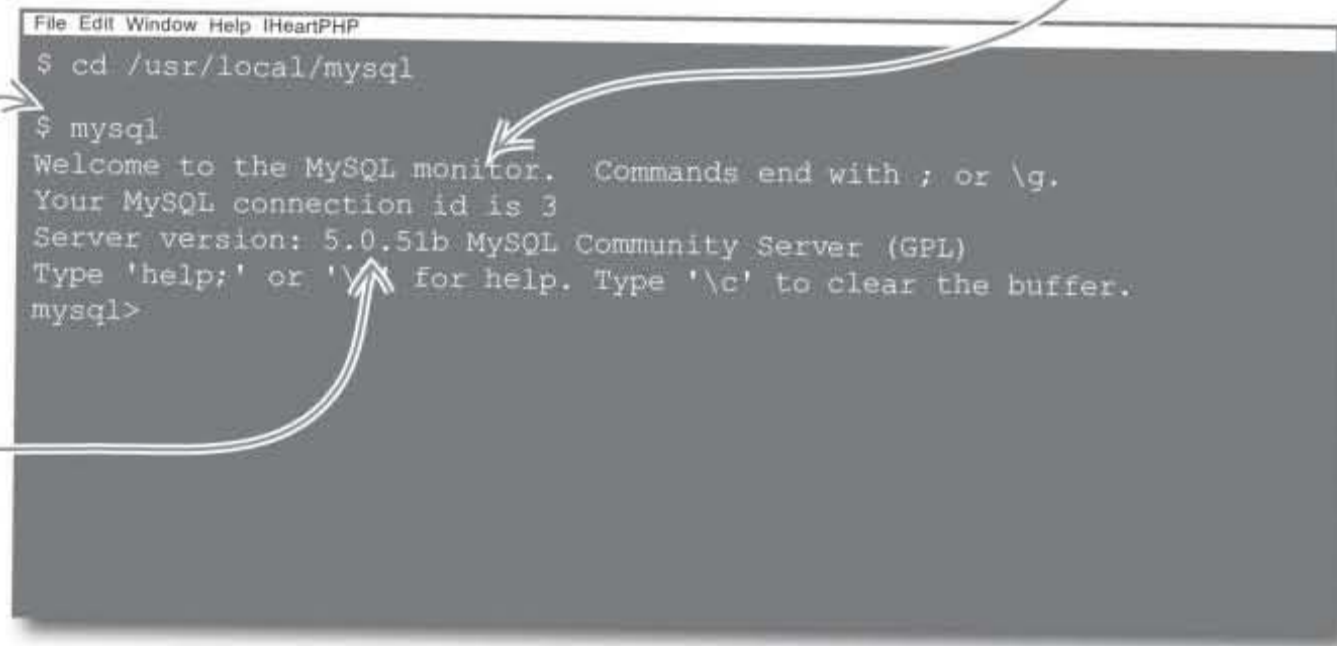 File Edit Window Help IHeartPHP
$ cd /usr/local/mysql
$ mysql
Welcome to the MySQL monitor.  Commands end with ; or \g.
Your MySQL connection id is 3
Server version: 5.0.51b MySQL Community Server (GPL)
Type 'help;' or '\ for help. Type '\c' to clear the buffer.
mysql>